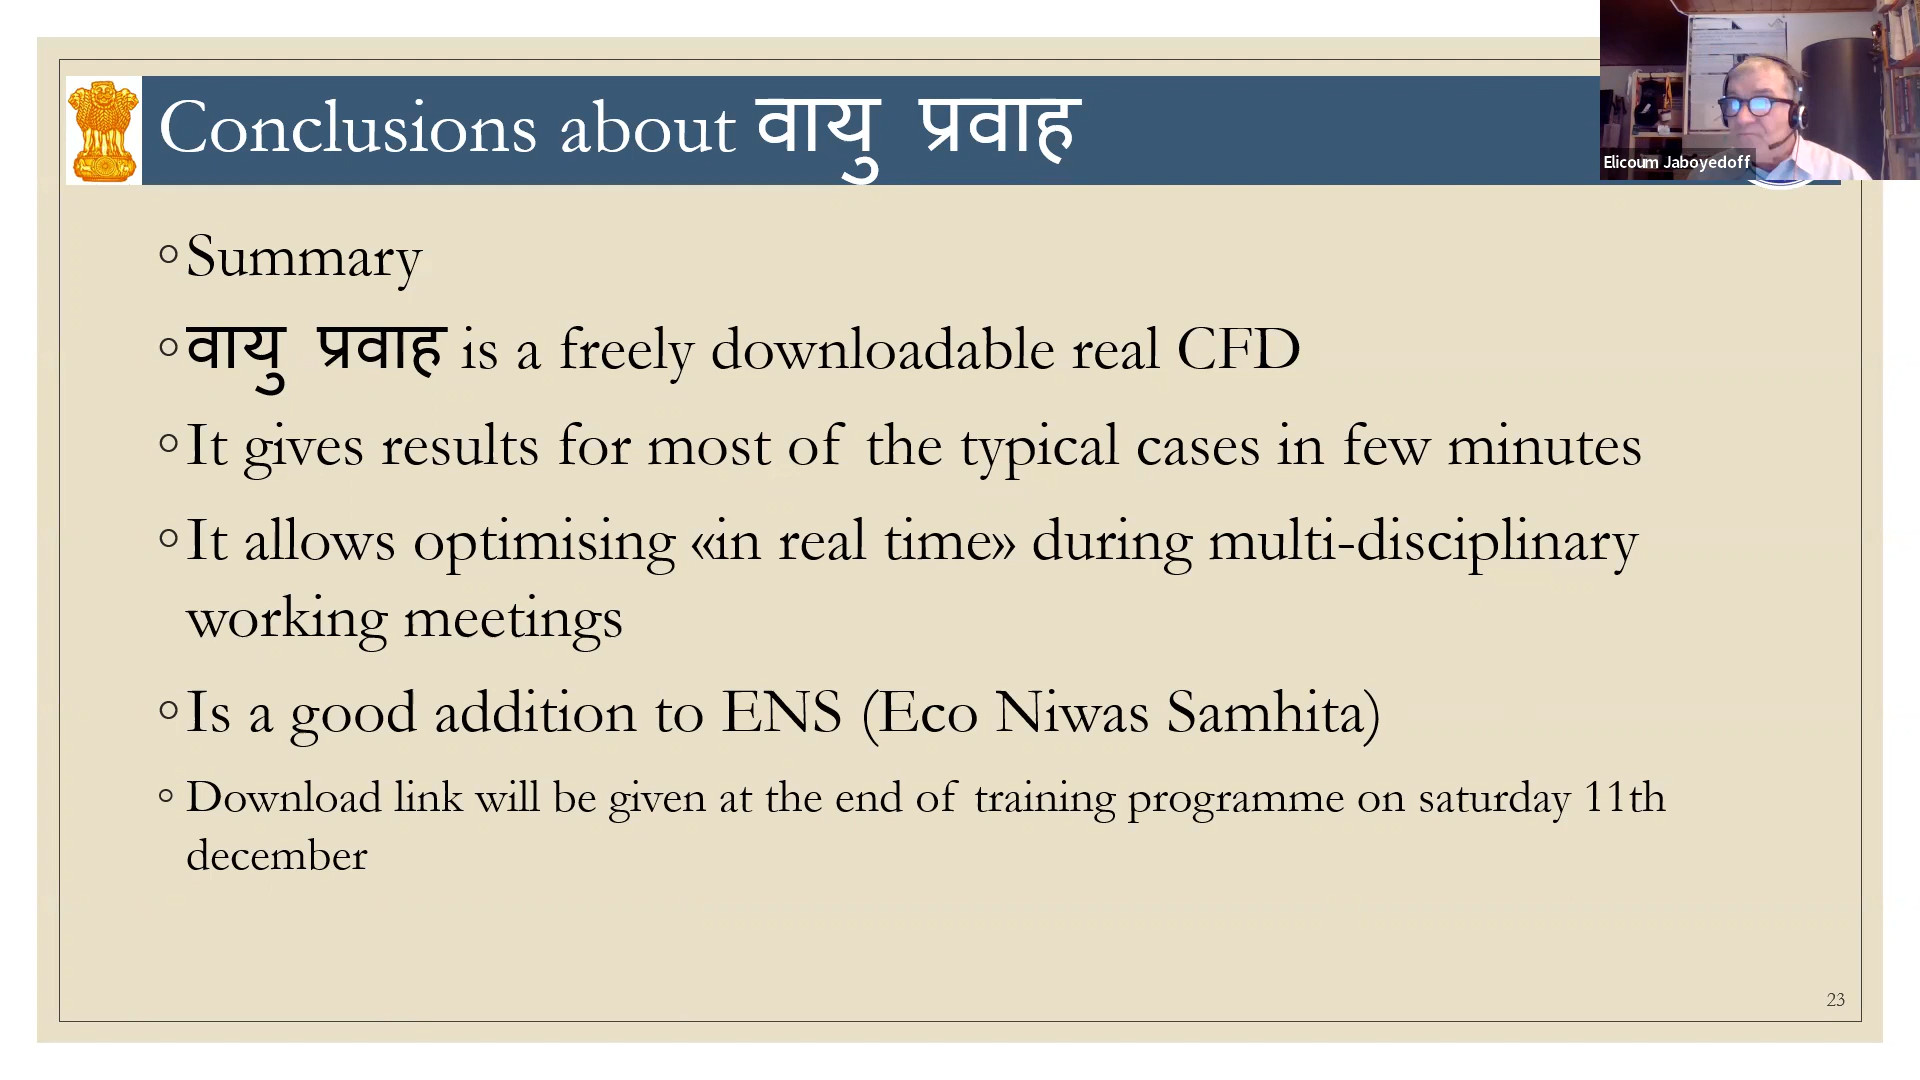 Conclusions about वायु प्रवाह
Elicoum Jaboyedoff
◦Summary
◦वायु प्रवाह is a freely downloadable real CFD
◦It gives results for most of the typical cases in few minutes
◦It allows optimising «in real time» during multi-disciplinary
working meetings
◦Is a good addition to ENS (Eco Niwas Samhita)
◦ Download link will be given at the end of training programme on saturday 11th
december
23